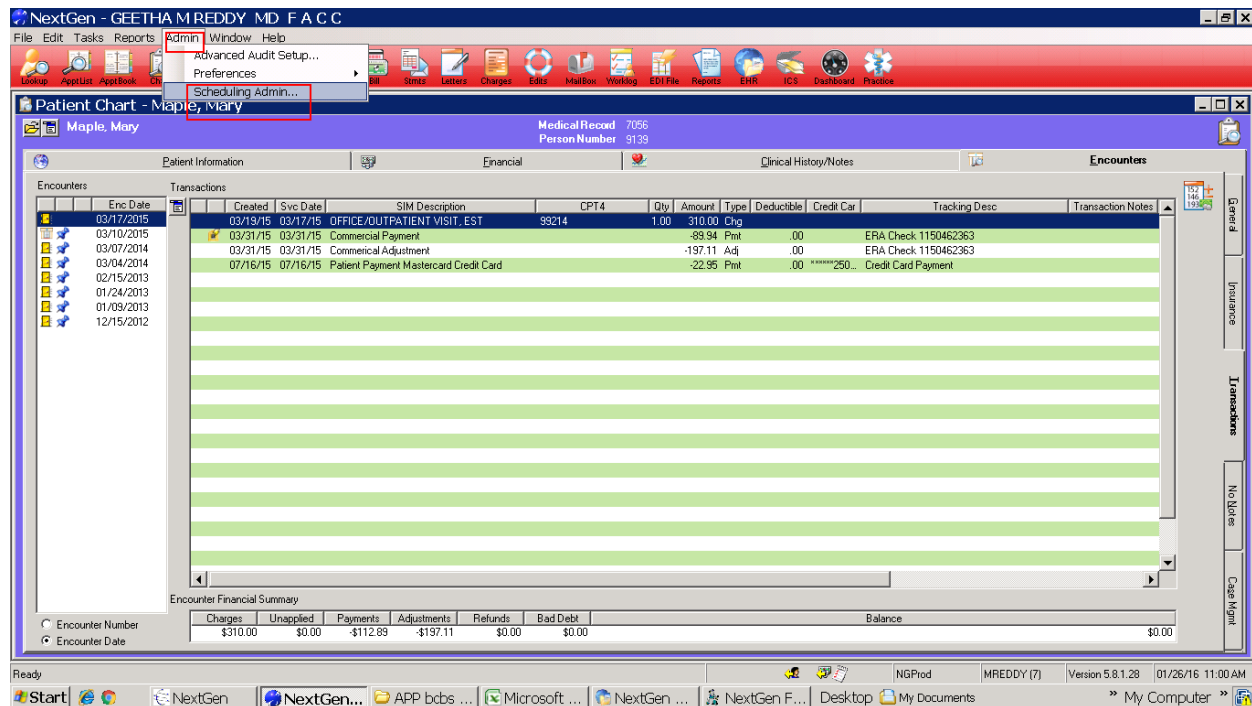 NextGen - GEETHA M REDDY MD F A C C
File Edit Tasks Reports Admin Window Help
Advanced Audit Setup...
Preferences
Scheduling Admin...
Lookup ApptList ApptBook Bill Stmts Letters Charges Edits MailBox Worklog EDI File Reports EHR ICS Dashboard Practice
Patient Chart - Maple, Mary
Maple, Mary
Medical Record 7056
Person Number 9139
Patient Information Financial Clinical History/Notes Encounters
Encounters
Enc Date
03/17/2015
03/10/2015
03/07/2014
03/04/2014
02/15/2013
01/24/2013
01/09/2013
12/15/2012
Encounter Number
Encounter Date
Transactions
Created Svc Date SIM Description CPT4 Qty Amount Type Deductible Credit Car Tracking Desc Transaction Notes
03/19/15 03/17/15 OFFICE/OUTPATIENT VISIT, EST 99214 1.00 310.00 Chg
03/31/15 03/31/15 Commercial Payment -89.94 Pmt .00 ERA Check 1150462363
03/31/15 03/31/15 Commerical Adjustment -197.11 Adj .00 ERA Check 1150462363
07/16/15 07/16/15 Patient Payment Mastercard Credit Card -22.95 Pmt .00 ******250... Credit Card Payment
Encounter Financial Summary
Charges Unapplied Payments Adjustments Refunds Bad Debt Balance
$310.00 $0.00 -$112.89 -$197.11 $0.00 $0.00 $0.00
General
Insurance
Transactions
No Notes
Case Mgmt
Ready NGProd MREDDY (7) Version 5.8.1.28 01/26/16 11:00 AM
Start NextGen NextGen... APP bcbs ... Microsoft ... NextGen ... NextGen F... Desktop My Documents » My Computer »